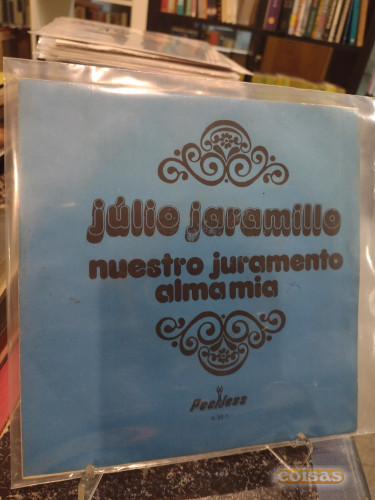 júlio jaramillo
nuestro juramento
alma mia
Peerless
coisas